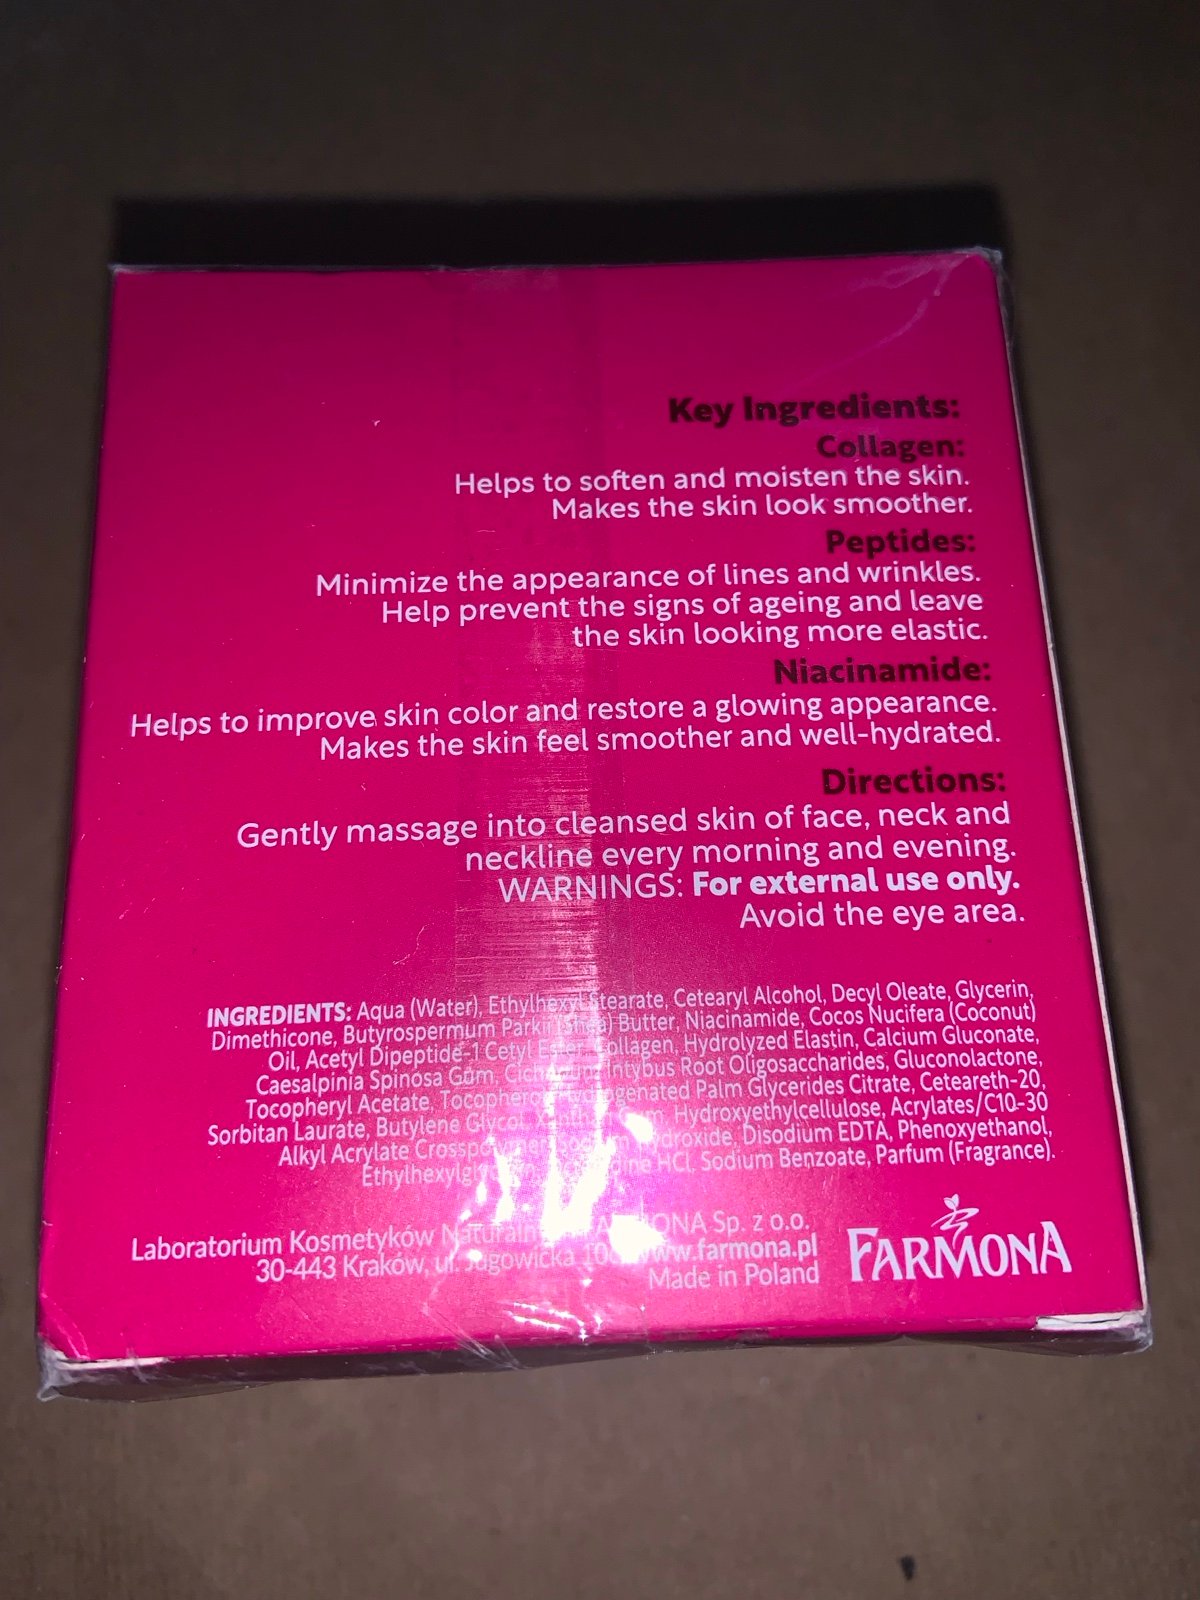 Key Ingredients:
Collagen:
Helps to soften and moisten the skin.
Makes the skin look smoother.
Peptides:
Minimize the appearance of lines and wrinkles.
Help prevent the signs of ageing and leave
the skin looking more elastic.
Niacinamide:
Helps to improve skin color and restore a glowing appearance.
Makes the skin feel smoother and well-hydrated.
Directions:
Gently massage into cleansed skin of face, neck and
neckline every morning and evening.
WARNINGS: For external use only.
Avoid the eye area.
INGREDIENTS: Aqua (Water), Ethylhexyl Stearate, Cetearyl Alcohol, Decyl Oleate, Glycerin,
Dimethicone, Butyrospermum Parkii (Shea) Butter, Niacinamide, Cocos Nucifera (Coconut)
Oil, Acetyl Dipeptide-1 Cetyl Ester, Collagen, Hydrolyzed Elastin, Calcium Gluconate,
Caesalpinia Spinosa Gum, Intybus Root Oligosaccharides, Gluconolactone,
Tocopheryl Acetate, Palm Glycerides Citrate, Ceteareth-20,
Sorbitan Laurate, Butylene Glycol, Hydroxyethylcellulose, Acrylates/C10-30
Alkyl Acrylate Disodium EDTA, Phenoxyethanol,
HCl, Sodium Benzoate, Parfum (Fragrance).
Laboratorium Kosmetyków Sp. z o.o.
30-443 Kraków, ul. Jugowicka www.farmona.pl
Made in Poland
FARMONA